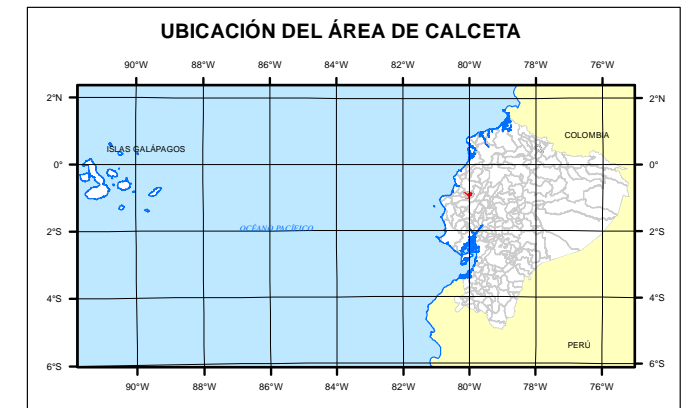 UBICACIÓN DEL ÁREA DE CALCETA
90°W 88°W 86°W 84°W 82°W 80°W 78°W 76°W
2°N 2°N
COLOMBIA
ISLAS GALÁPAGOS
0° 0°
OCÉANO PACÍFICO
2°S 2°S
4°S 4°S
PERÚ
6°S 6°S
90°W 88°W 86°W 84°W 82°W 80°W 78°W 76°W